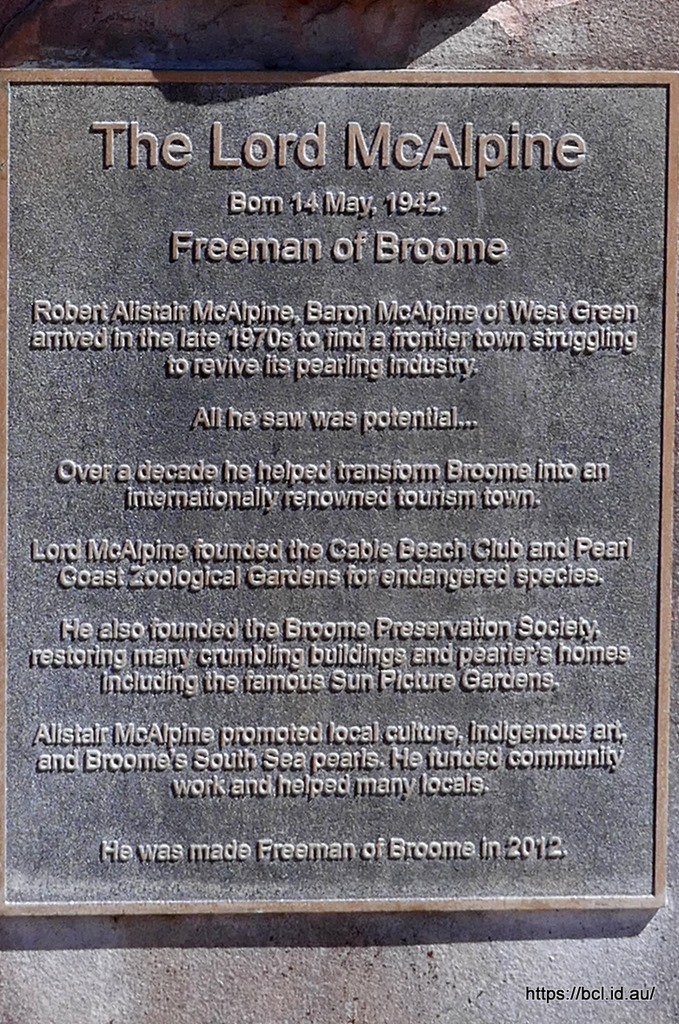 The Lord McAlpine
Born 14 May, 1942.
Freeman of Broome
Robert Alistair McAlpine, Baron McAlpine of West Green
arrived in the late 1970s to find a frontier town struggling
to revive its pearling industry.
All he saw was potential...
Over a decade he helped transform Broome into an
internationally renowned tourism town.
Lord McAlpine founded the Cable Beach Club and Pearl
Coast Zoological Gardens for endangered species.
He also founded the Broome Preservation Society,
restoring many crumbling buildings and pearler's homes
including the famous Sun Picture Gardens.
Alistair McAlpine promoted local culture, indigenous art,
and Broome's South Sea pearls. He funded community
work and helped many locals.
He was made Freeman of Broome in 2012.
https://bcl.id.au/